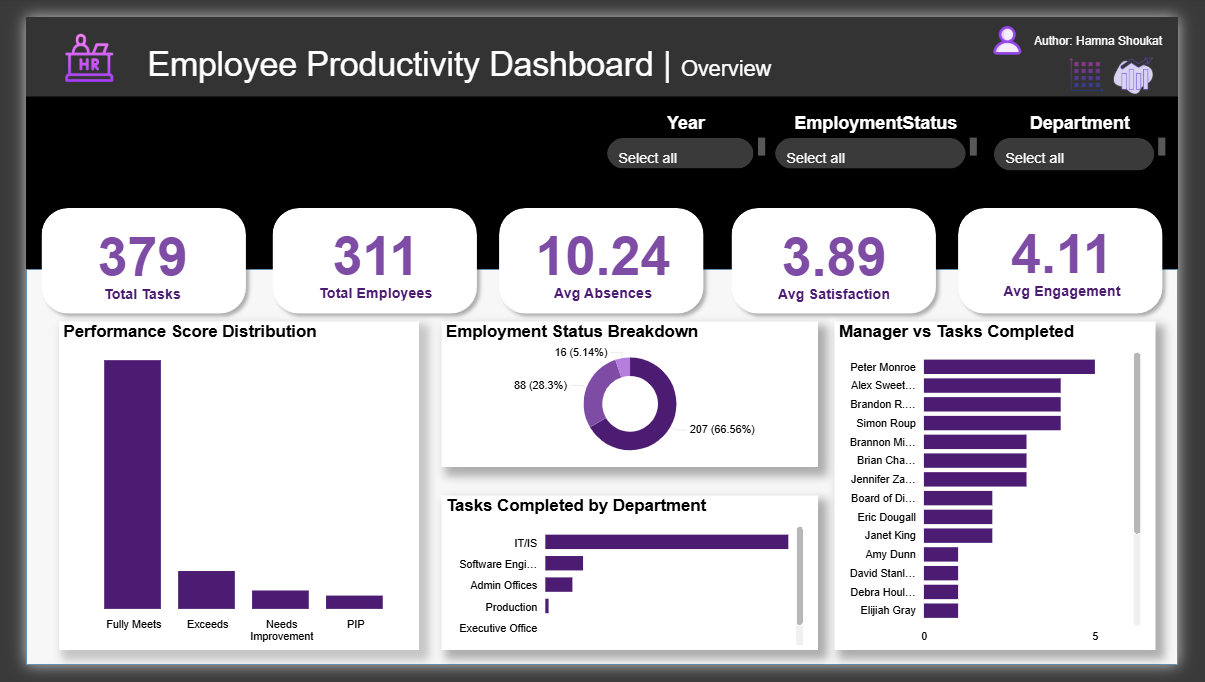 HR
Employee Productivity Dashboard | Overview
Author: Hamna Shoukat
Year
EmploymentStatus
Department
Select all
Select all
Select all
379
Total Tasks
311
Total Employees
10.24
Avg Absences
3.89
Avg Satisfaction
4.11
Avg Engagement
Performance Score Distribution
Fully Meets
Exceeds
Needs
Improvement
PIP
Employment Status Breakdown
16 (5.14%)
88 (28.3%)
207 (66.56%)
Tasks Completed by Department
IT/IS
Software Engi...
Admin Offices
Production
Executive Office
Manager vs Tasks Completed
Peter Monroe
Alex Sweet...
Brandon R....
Simon Roup
Brannon Mi...
Brian Cha...
Jennifer Za...
Board of Di...
Eric Dougall
Janet King
Amy Dunn
David Stanl...
Debra Houl...
Elijiah Gray
0
5